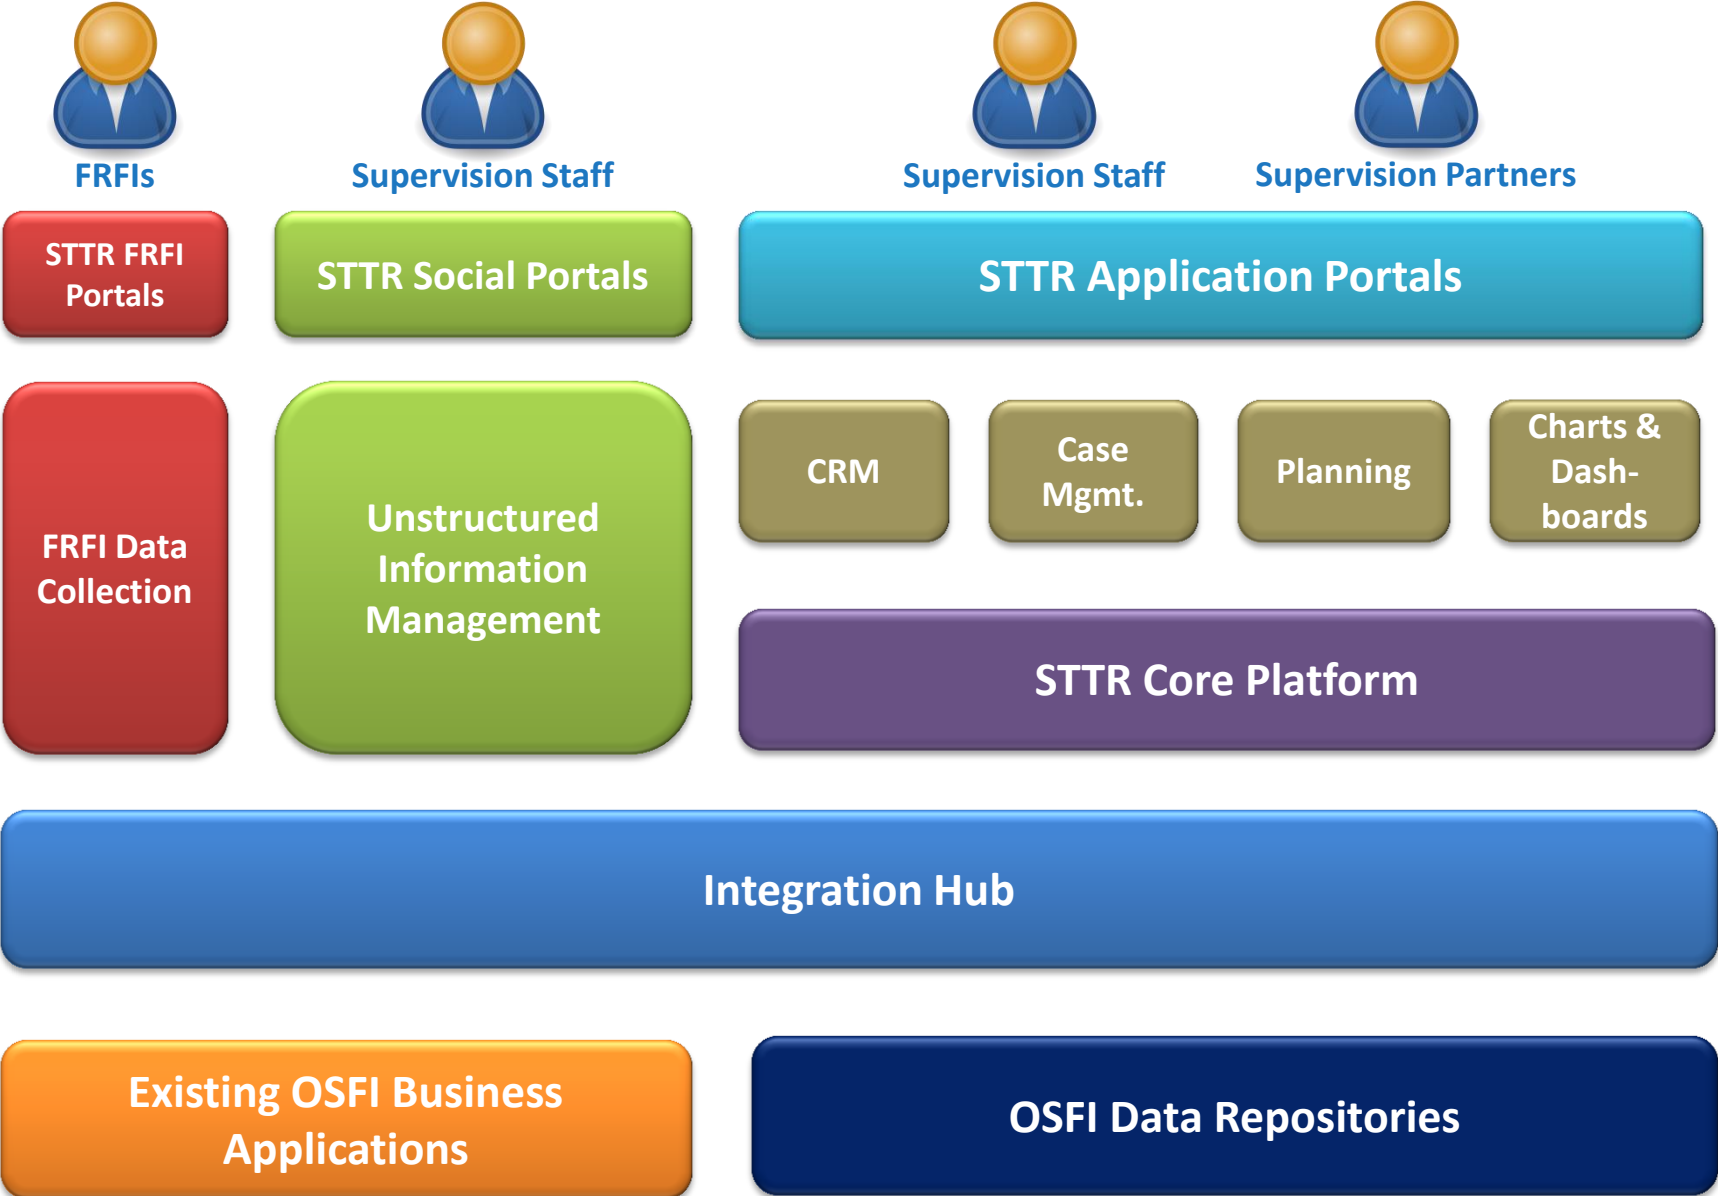 FRFIs
Supervision Staff
Supervision Staff
Supervision Partners
STTR FRFI
Portals
STTR Social Portals
STTR Application Portals
FRFI Data
Collection
Unstructured
Information
Management
CRM
Case
Mgmt.
Planning
Charts &
Dash-
boards
STTR Core Platform
Integration Hub
Existing OSFI Business
Applications
OSFI Data Repositories